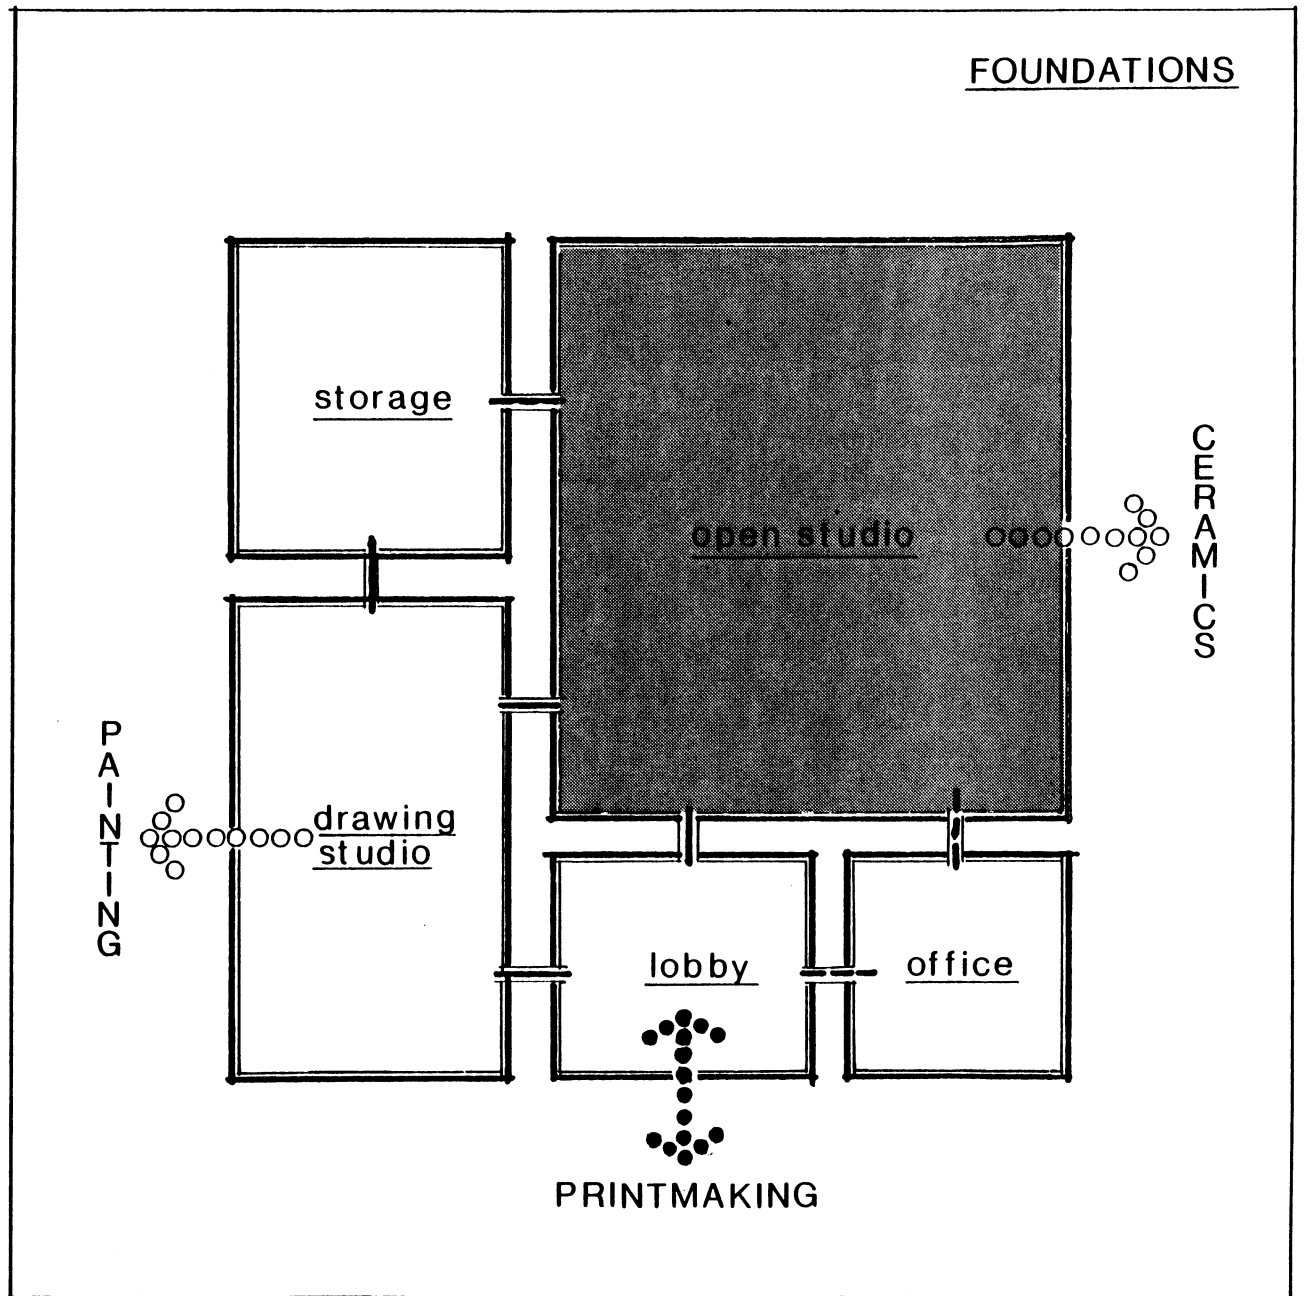 FOUNDATIONS
storage
open studio
CERAMICS
PAINTING
drawing
studio
lobby
office
PRINTMAKING